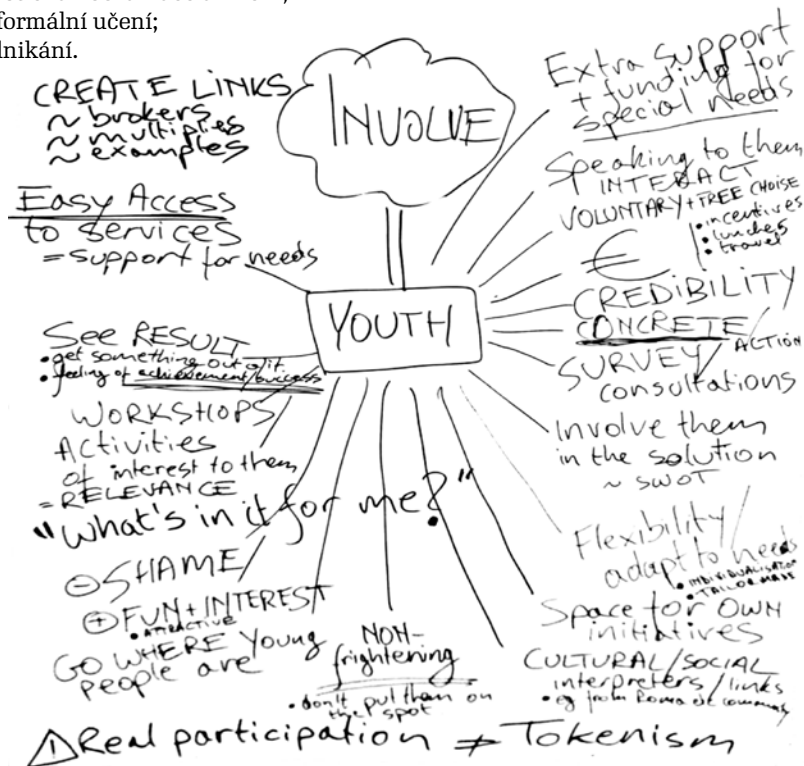 formální učení;
dnikání.
CREATE LINKS
~ brokers
~ multiplies
~ examples
INVOLVE
Extra support
+ funding for
special needs
Easy Access
to services
= support for needs
Speaking to them
INTERACT
VOLUNTARY + FREE CHOISE
• incentives
• lunches
• travel
€
YOUTH
CREDIBILITY
CONCRETE / ACTION
SURVEY
consultations
See RESULT
• get something out of it
• feeling of achievement/success
WORKSHOPS
Activities
of interest to them
= RELEVANCE
"What's in it for me?"
Involve them
in the solution
~ SWOT
Flexibility
adapt to needs
• INDIVIDUALISATION
• TAILOR MADE
⊖ SHAME
⊕ FUN + INTEREST
• ATTRACTIVE
GO WHERE Young
people are
NON-
frightening
• don't put them on
the spot
Space for OWN
initiatives
CULTURAL/SOCIAL
interpreters/links
• eg from Roma
⚠ Real participation ≠ Tokenism